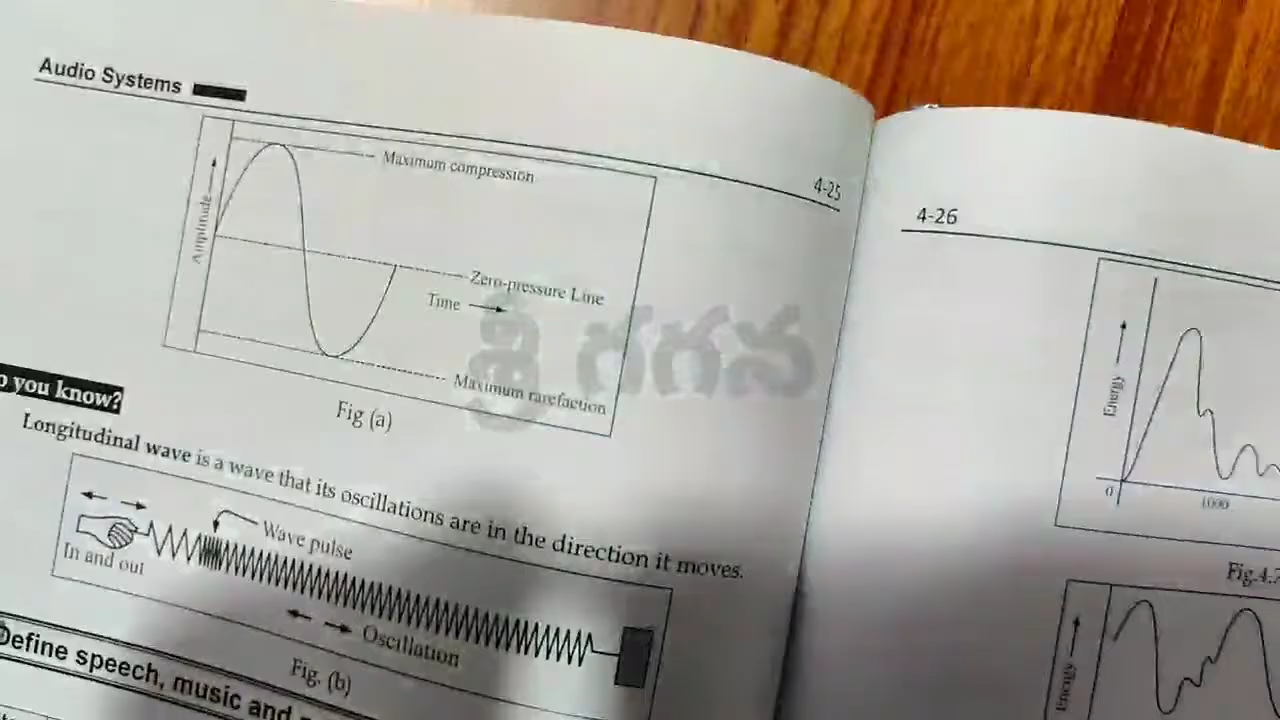 Audio Systems
4-25
Amplitude
Maximum compression
Zero-pressure Line
Time
Maximum rarefaction
Fig (a)
you know?
Longitudinal wave is a wave that its oscillations are in the direction it moves.
Wave pulse
In and out
Oscillation
Fig. (b)
Define speech, music and
4-26
Energy
0
1000
Fig.4.7
Energy
శ్రీ గగన